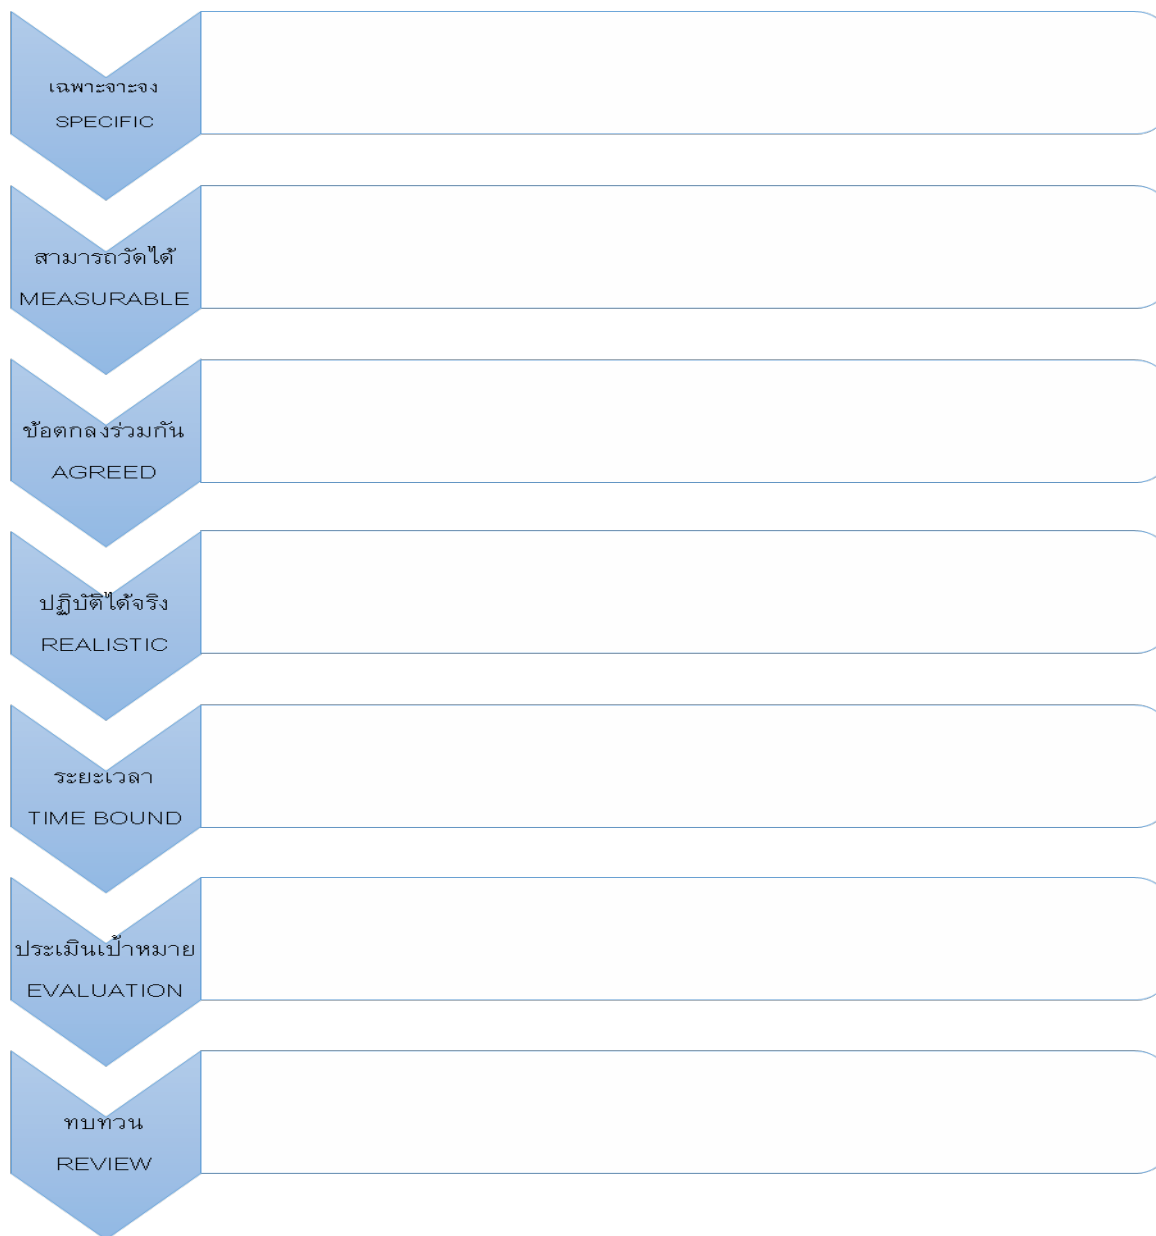 เฉพาะจาะจง
SPECIFIC
สามารถวัดได้
MEASURABLE
ข้อตกลงร่วมกัน
AGREED
ปฏิบัติได้จริง
REALISTIC
ระยะเวลา
TIME BOUND
ประเมินเป้าหมาย
EVALUATION
ทบทวน
REVIEW